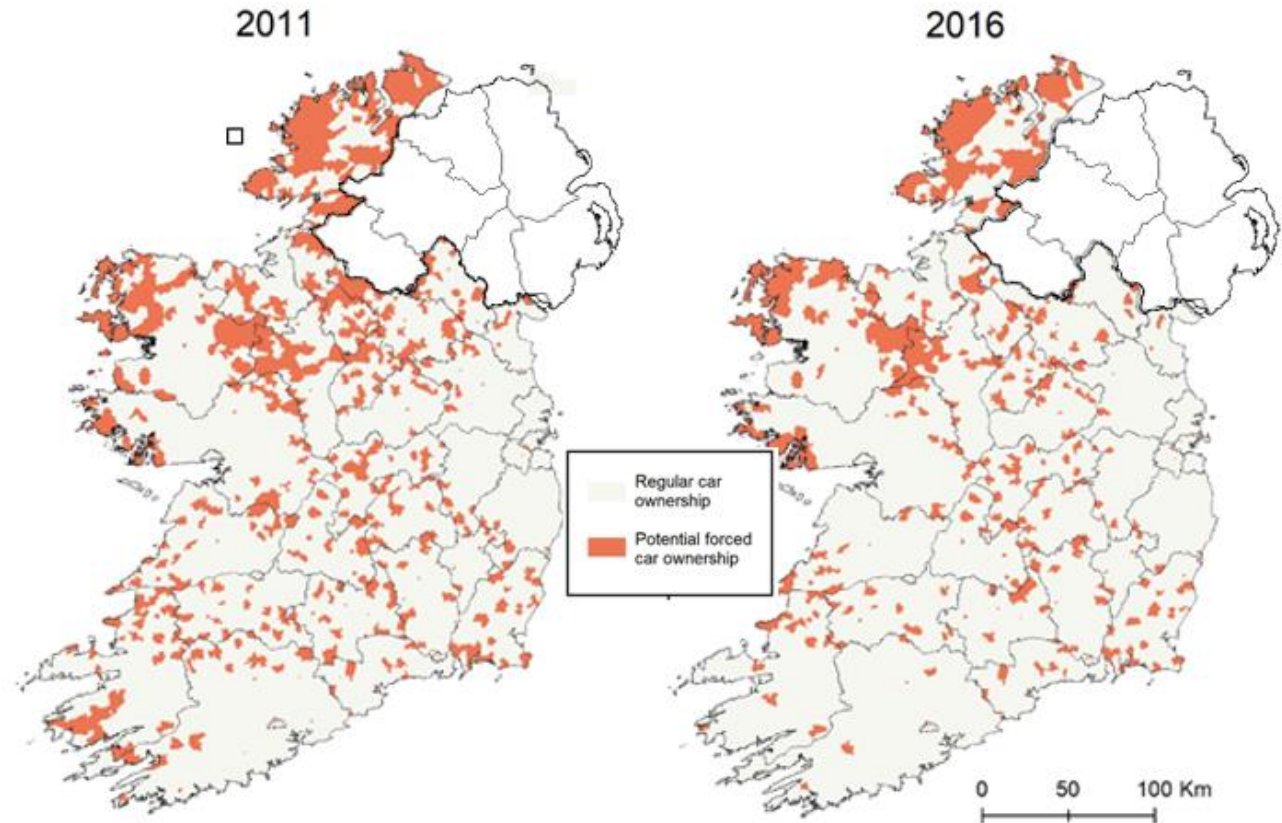 2011
2016
Regular car
ownership
Potential forced
car ownership
0 50 100 Km